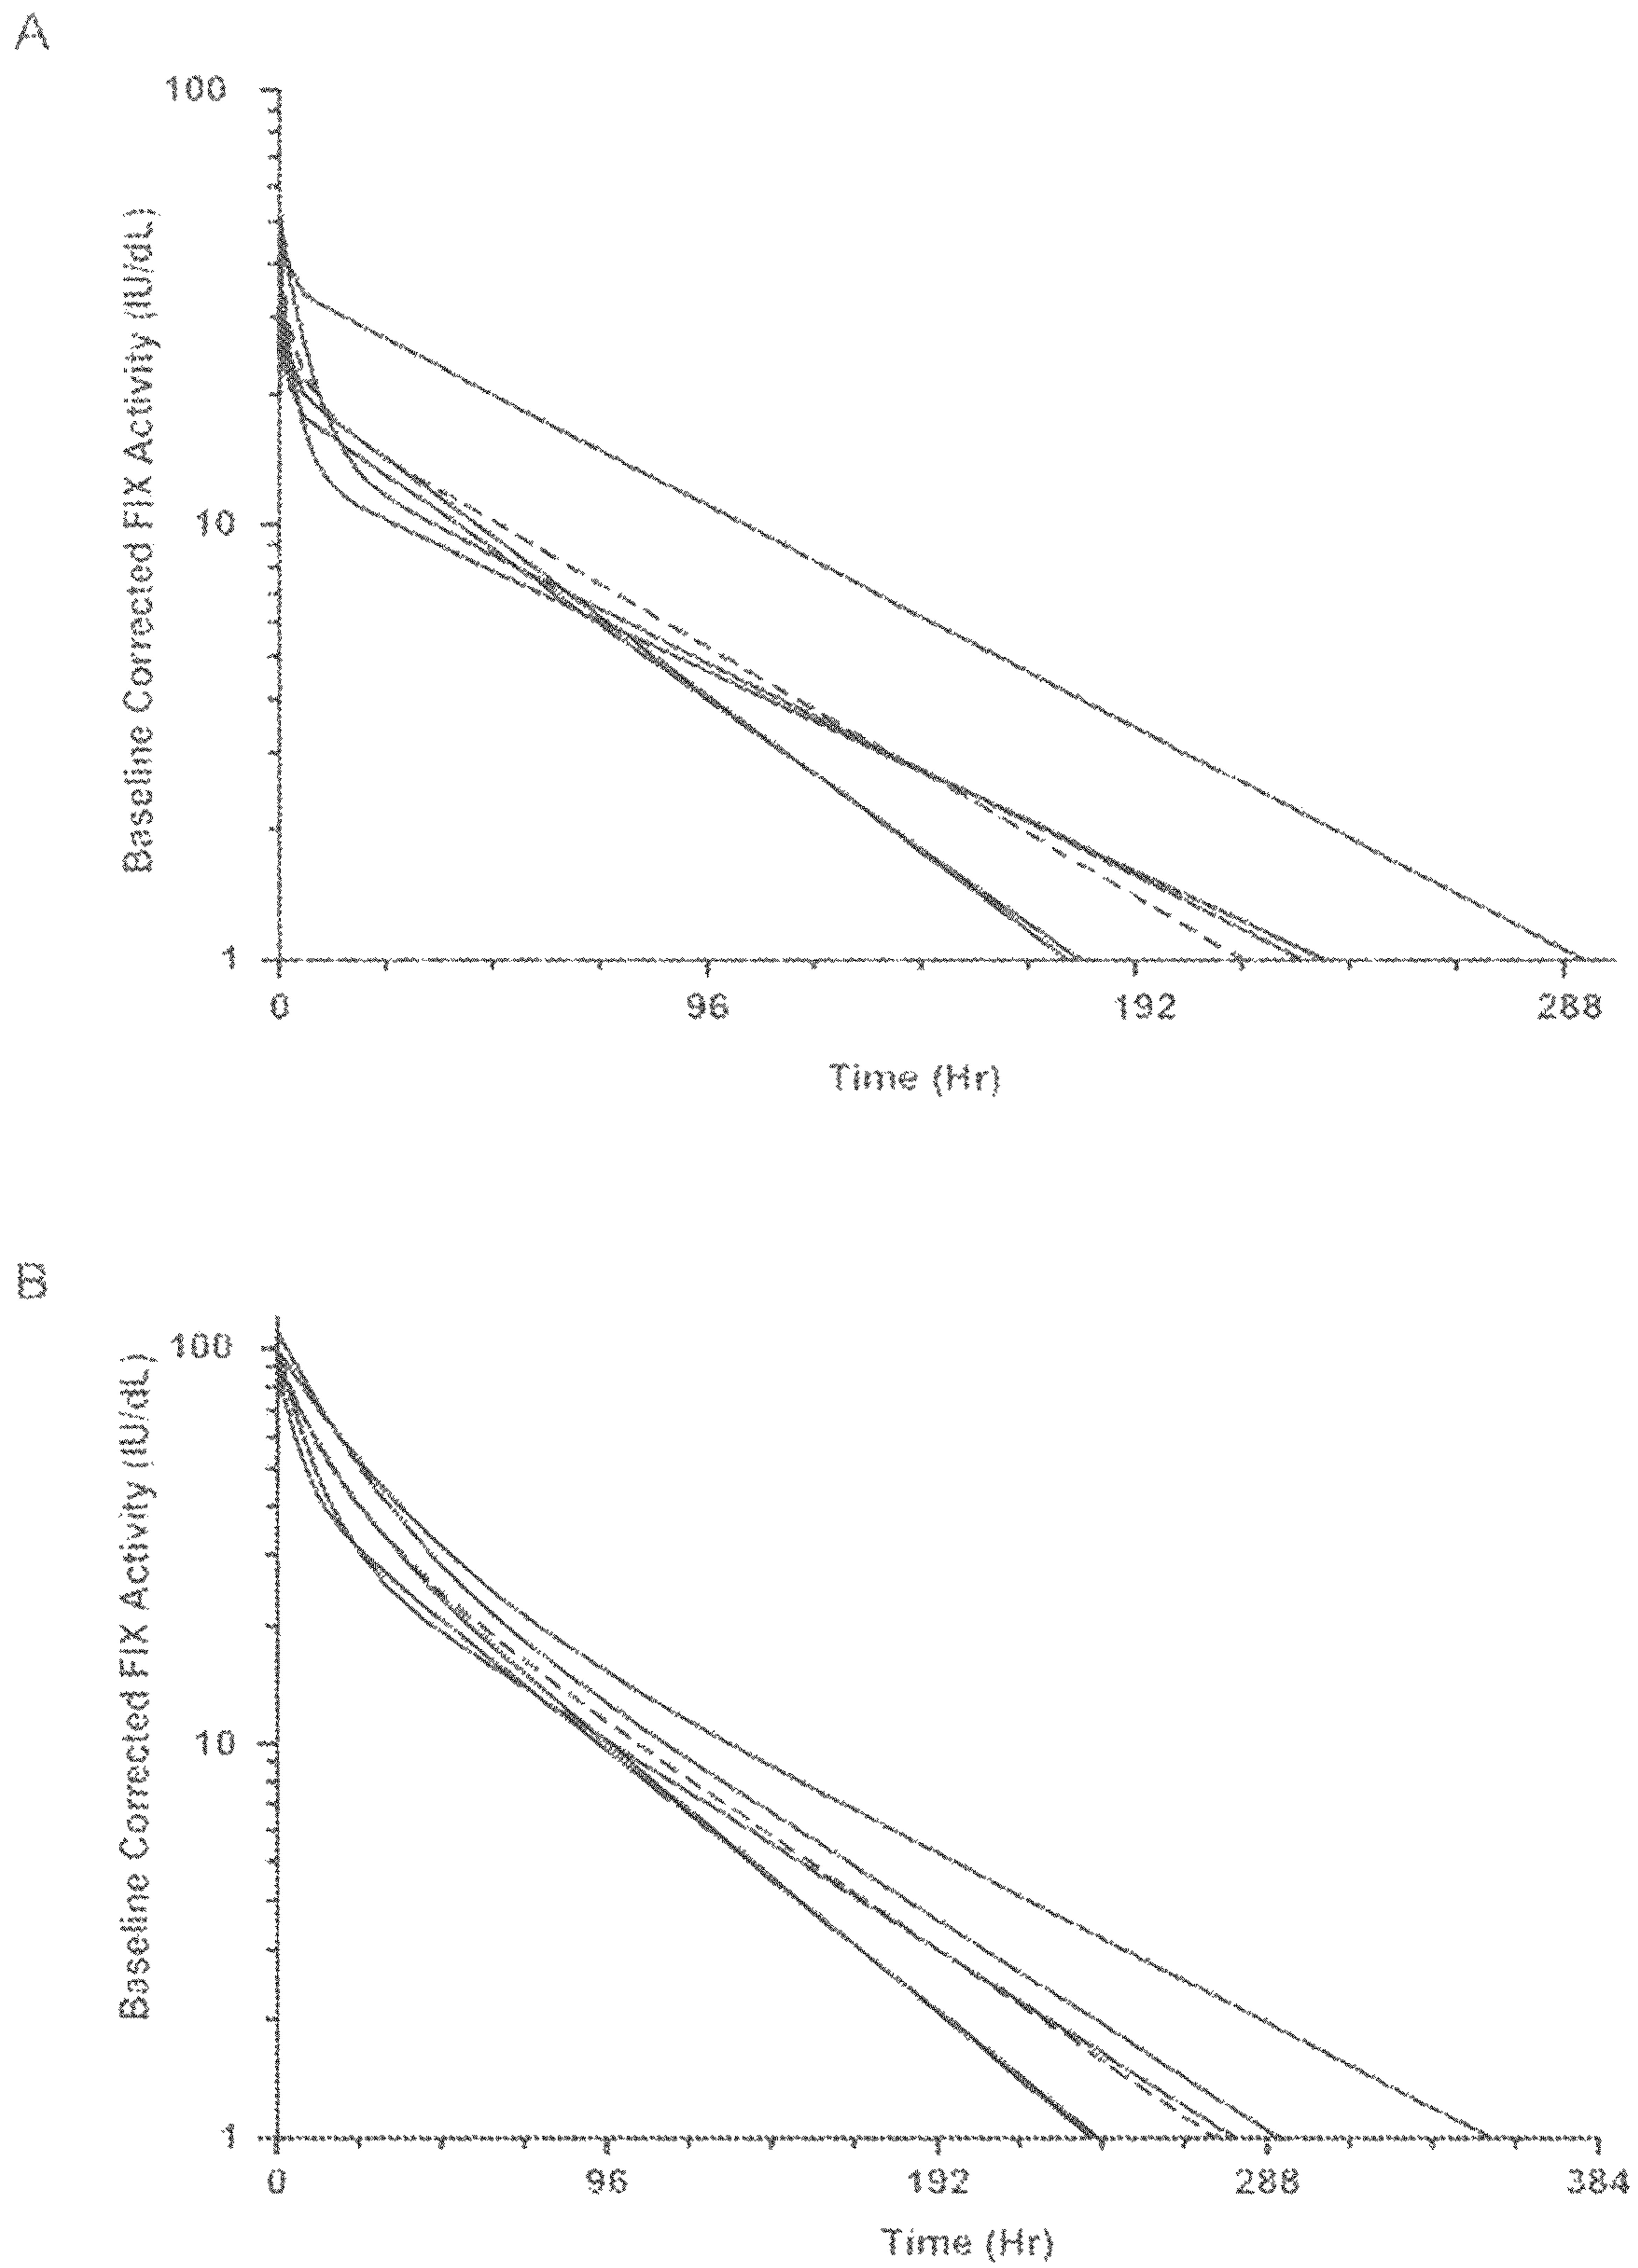 A
100
10
1
Baseline Corrected FIX Activity (IU/dL)
0 96 192 288
Time (Hr)
B
100
10
1
Baseline Corrected FIX Activity (IU/dL)
0 96 192 288 384
Time (Hr)